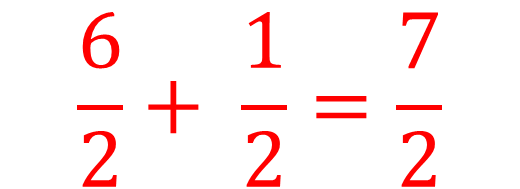 6/2 + 1/2 = 7/2